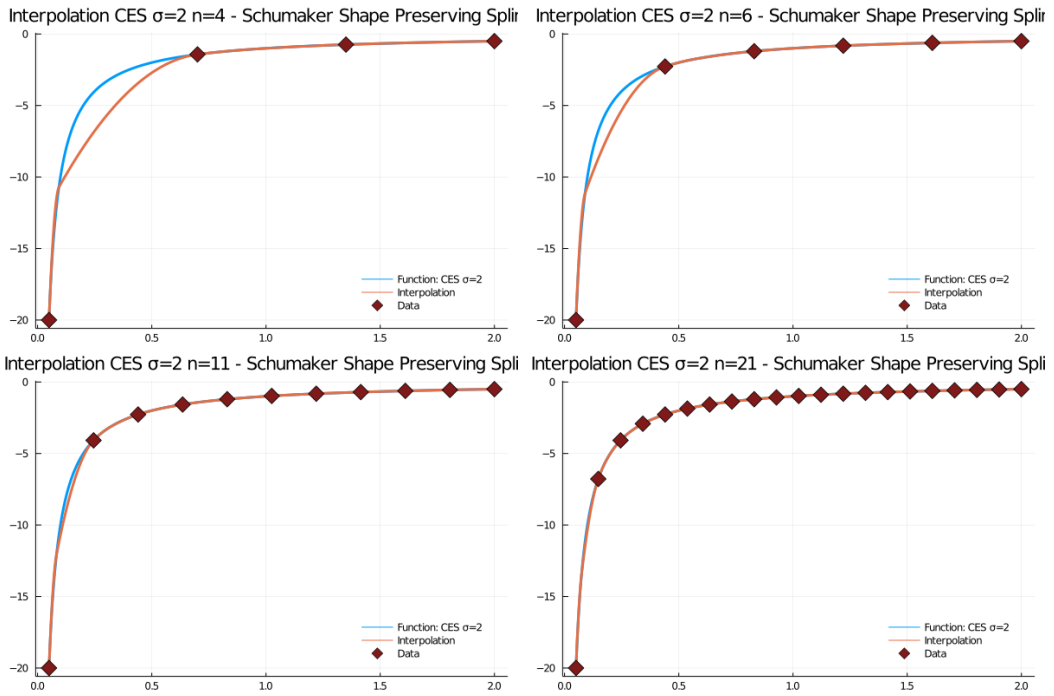 Interpolation CES σ=2 n=4 - Schumaker Shape Preserving Splin
0
−5
−10
−15
−20
0.0 0.5 1.0 1.5 2.0
Function: CES σ=2
Interpolation
Data
Interpolation CES σ=2 n=6 - Schumaker Shape Preserving Splin
0
−5
−10
−15
−20
0.0 0.5 1.0 1.5 2.0
Function: CES σ=2
Interpolation
Data
Interpolation CES σ=2 n=11 - Schumaker Shape Preserving Spli
0
−5
−10
−15
−20
0.0 0.5 1.0 1.5 2.0
Function: CES σ=2
Interpolation
Data
Interpolation CES σ=2 n=21 - Schumaker Shape Preserving Spli
0
−5
−10
−15
−20
0.0 0.5 1.0 1.5 2.0
Function: CES σ=2
Interpolation
Data